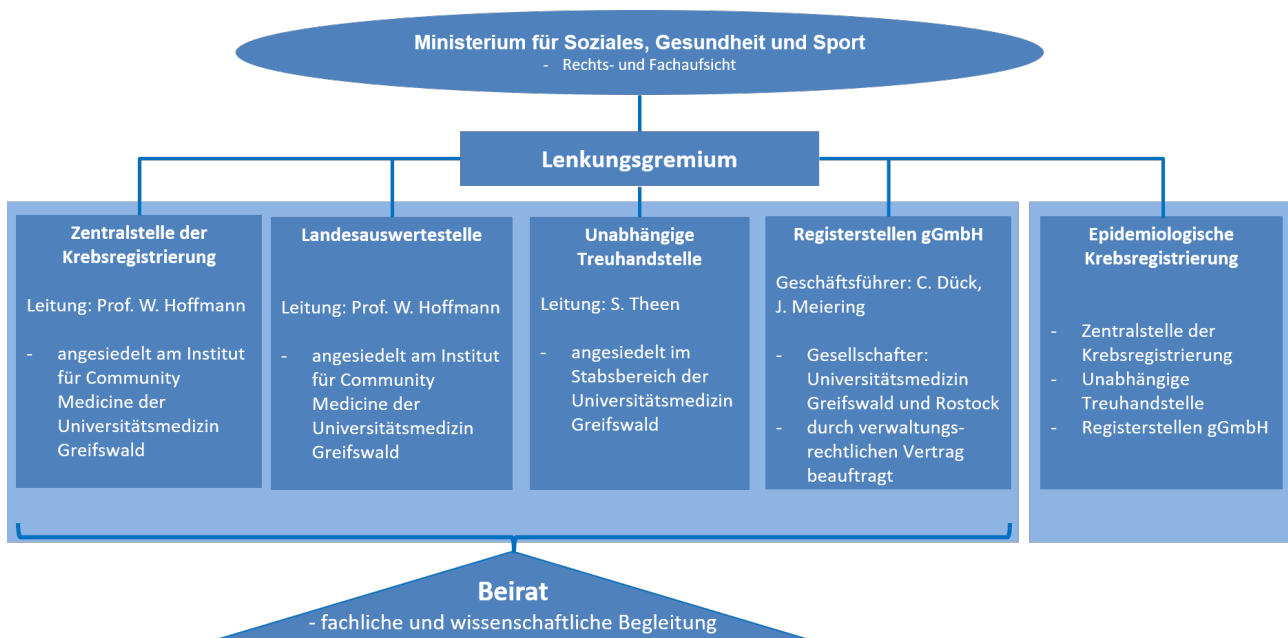 Ministerium für Soziales, Gesundheit und Sport
- Rechts- und Fachaufsicht
Lenkungsgremium
Zentralstelle der
Krebsregistrierung
Leitung: Prof. W. Hoffmann
- angesiedelt am Institut
für Community
Medicine der
Universitätsmedizin
Greifswald
Landesauswertestelle
Leitung: Prof. W. Hoffmann
- angesiedelt am Institut
für Community
Medicine der
Universitätsmedizin
Greifswald
Unabhängige
Treuhandstelle
Leitung: S. Theen
- angesiedelt im
Stabsbereich der
Universitätsmedizin
Greifswald
Registerstellen gGmbH
Geschäftsführer: C. Dück,
J. Meiering
- Gesellschafter:
Universitätsmedizin
Greifswald und Rostock
- durch verwaltungs-
rechtlichen Vertrag
beauftragt
Epidemiologische
Krebsregistrierung
- Zentralstelle der
Krebsregistrierung
- Unabhängige
Treuhandstelle
- Registerstellen gGmbH
Beirat
- fachliche und wissenschaftliche Begleitung